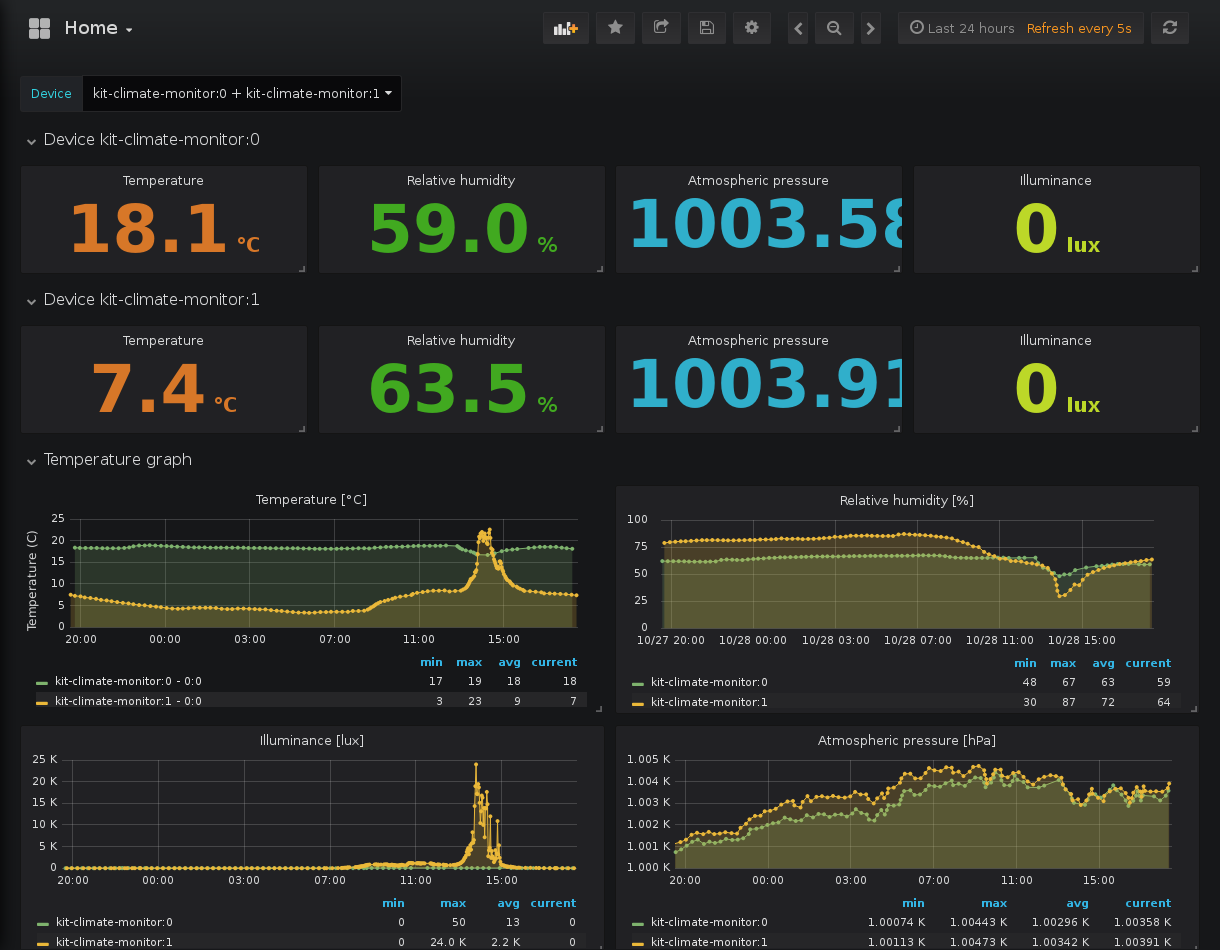 Home
Last 24 hours Refresh every 5s
Device kit-climate-monitor:0 + kit-climate-monitor:1
Device kit-climate-monitor:0
Temperature Relative humidity Atmospheric pressure Illuminance
18.1 °C 59.0 % 1003.58 0 lux
Device kit-climate-monitor:1
Temperature Relative humidity Atmospheric pressure Illuminance
7.4 °C 63.5 % 1003.91 0 lux
Temperature graph
Temperature [°C]
Temperature (C)
25
20
15
10
5
0
20:00 00:00 03:00 07:00 11:00 15:00
min max avg current
kit-climate-monitor:0 - 0:0 17 19 18 18
kit-climate-monitor:1 - 0:0 3 23 9 7
Relative humidity [%]
100
75
50
25
0
10/27 20:00 10/28 00:00 10/28 03:00 10/28 07:00 10/28 11:00 10/28 15:00
min max avg current
kit-climate-monitor:0 48 67 63 59
kit-climate-monitor:1 30 87 72 64
Illuminance [lux]
25 K
20 K
15 K
10 K
5 K
0
20:00 00:00 03:00 07:00 11:00 15:00
min max avg current
kit-climate-monitor:0 0 50 13 0
kit-climate-monitor:1 0 24.0 K 2.2 K 0
Atmospheric pressure [hPa]
1.005 K
1.004 K
1.003 K
1.002 K
1.001 K
1.000 K
20:00 00:00 03:00 07:00 11:00 15:00
min max avg current
kit-climate-monitor:0 1.00074 K 1.00443 K 1.00296 K 1.00358 K
kit-climate-monitor:1 1.00113 K 1.00473 K 1.00342 K 1.00391 K